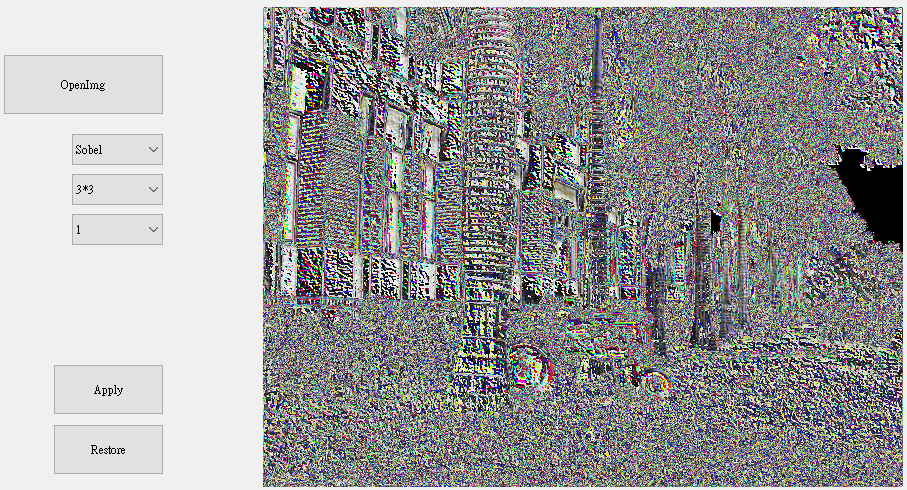 OpenImg
Sobel
3*3
1
Apply
Restore